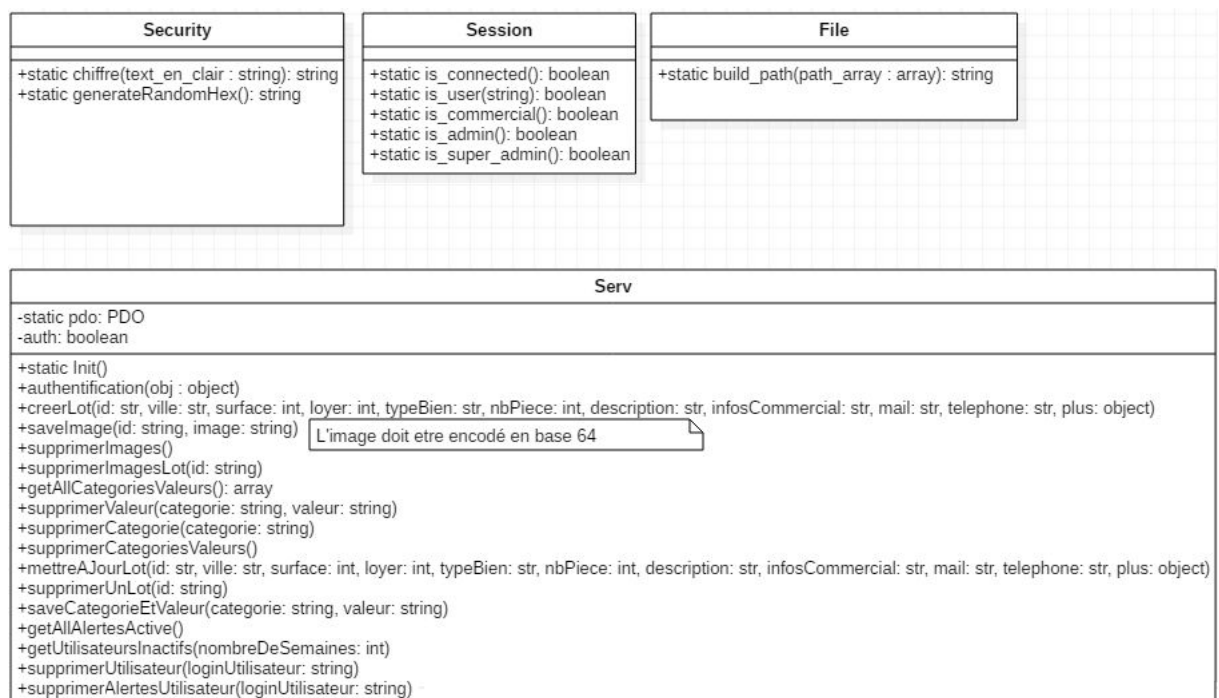 Security
+static chiffre(text_en_clair : string): string
+static generateRandomHex(): string
Session
+static is_connected(): boolean
+static is_user(string): boolean
+static is_commercial(): boolean
+static is_admin(): boolean
+static is_super_admin(): boolean
File
+static build_path(path_array : array): string
Serv
-static pdo: PDO
-auth: boolean
+static Init()
+authentification(obj : object)
+creerLot(id: str, ville: str, surface: int, loyer: int, typeBien: str, nbPiece: int, description: str, infosCommercial: str, mail: str, telephone: str, plus: object)
+saveImage(id: string, image: string)
L'image doit etre encodé en base 64
+supprimerImages()
+supprimerImagesLot(id: string)
+getAllCategoriesValeurs(): array
+supprimerValeur(categorie: string, valeur: string)
+supprimerCategorie(categorie: string)
+supprimerCategoriesValeurs()
+mettreAJourLot(id: str, ville: str, surface: int, loyer: int, typeBien: str, nbPiece: int, description: str, infosCommercial: str, mail: str, telephone: str, plus: object)
+supprimerUnLot(id: string)
+saveCategorieEtValeur(categorie: string, valeur: string)
+getAllAlertesActive()
+getUtilisateursInactifs(nombreDeSemaines: int)
+supprimerUtilisateur(loginUtilisateur: string)
+supprimerAlertesUtilisateur(loginUtilisateur: string)